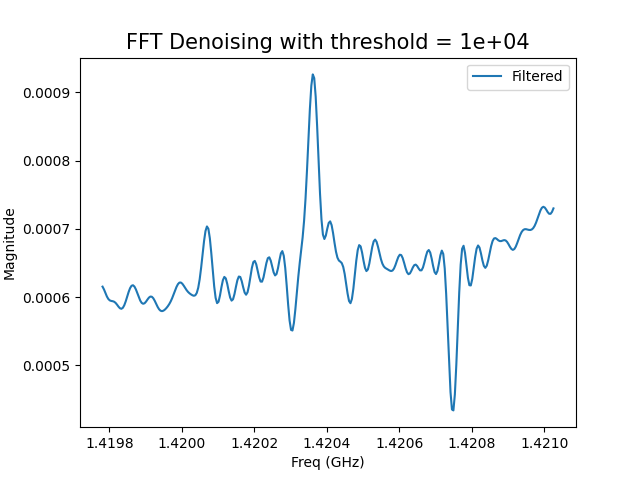 FFT Denoising with threshold = 1e+04
Filtered
Magnitude
0.0009
0.0008
0.0007
0.0006
0.0005
1.4198 1.4200 1.4202 1.4204 1.4206 1.4208 1.4210
Freq (GHz)